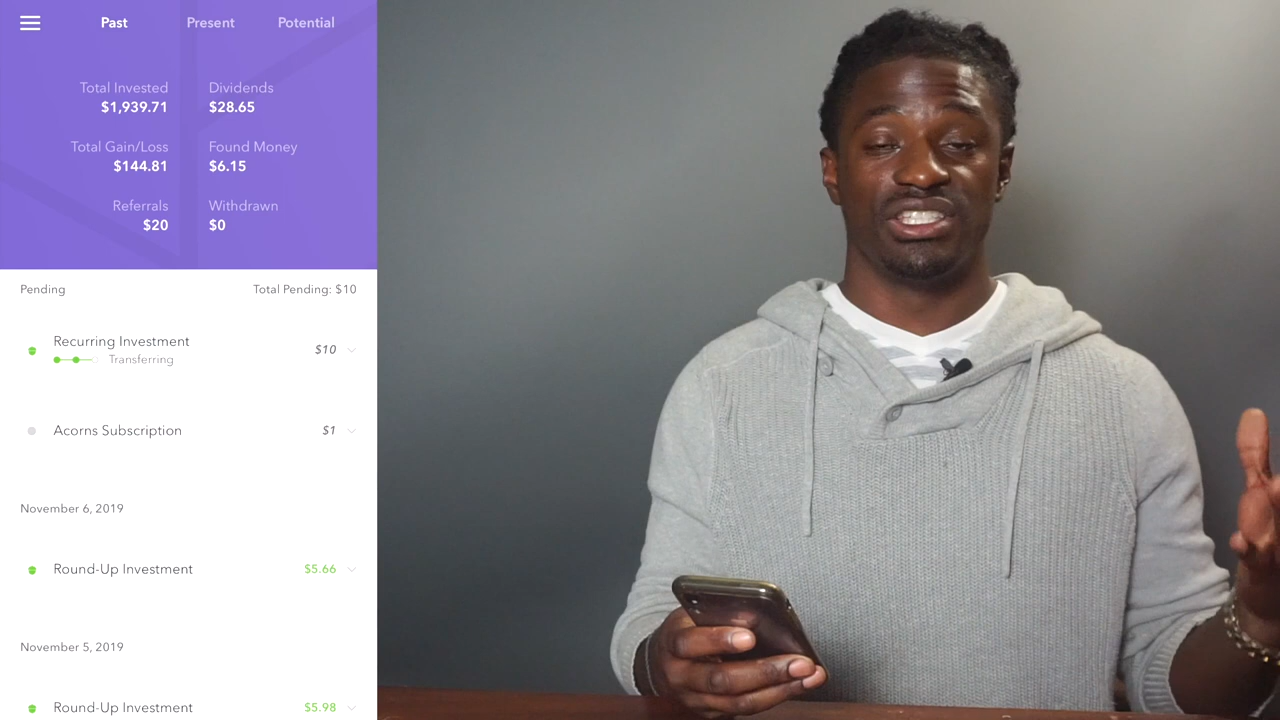 Past Present Potential
Total Invested Dividends
$1,939.71 $28.65
Total Gain/Loss Found Money
$144.81 $6.15
Referrals Withdrawn
$20 $0
Pending Total Pending: $10
Recurring Investment $10
Transferring
Acorns Subscription $1
November 6, 2019
Round-Up Investment $5.66
November 5, 2019
Round-Up Investment $5.98